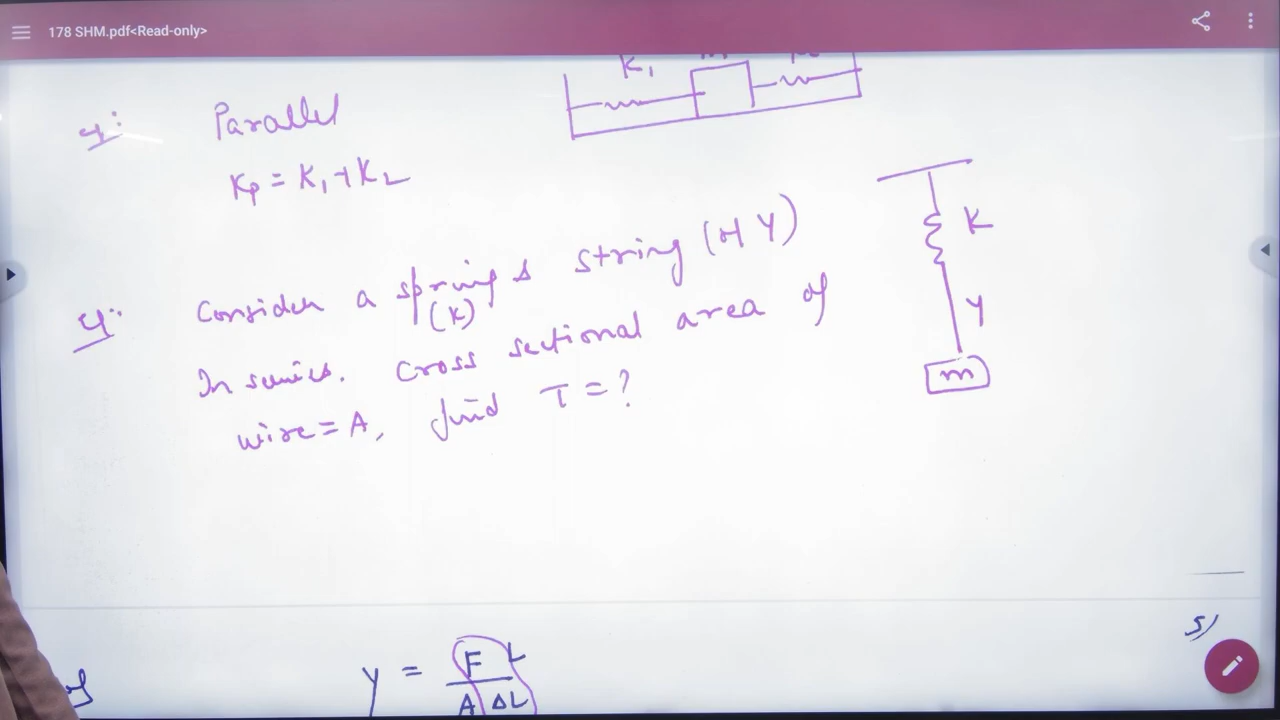 178 SHM.pdf<Read-only>
K₁
Parallel
Kp = K₁ + K₂
Consider a spring & string (of Y)
(K)
In series. Cross sectional area of
wire = A, find T = ?
K
Y
m
5)
Y = F L
A ΔL